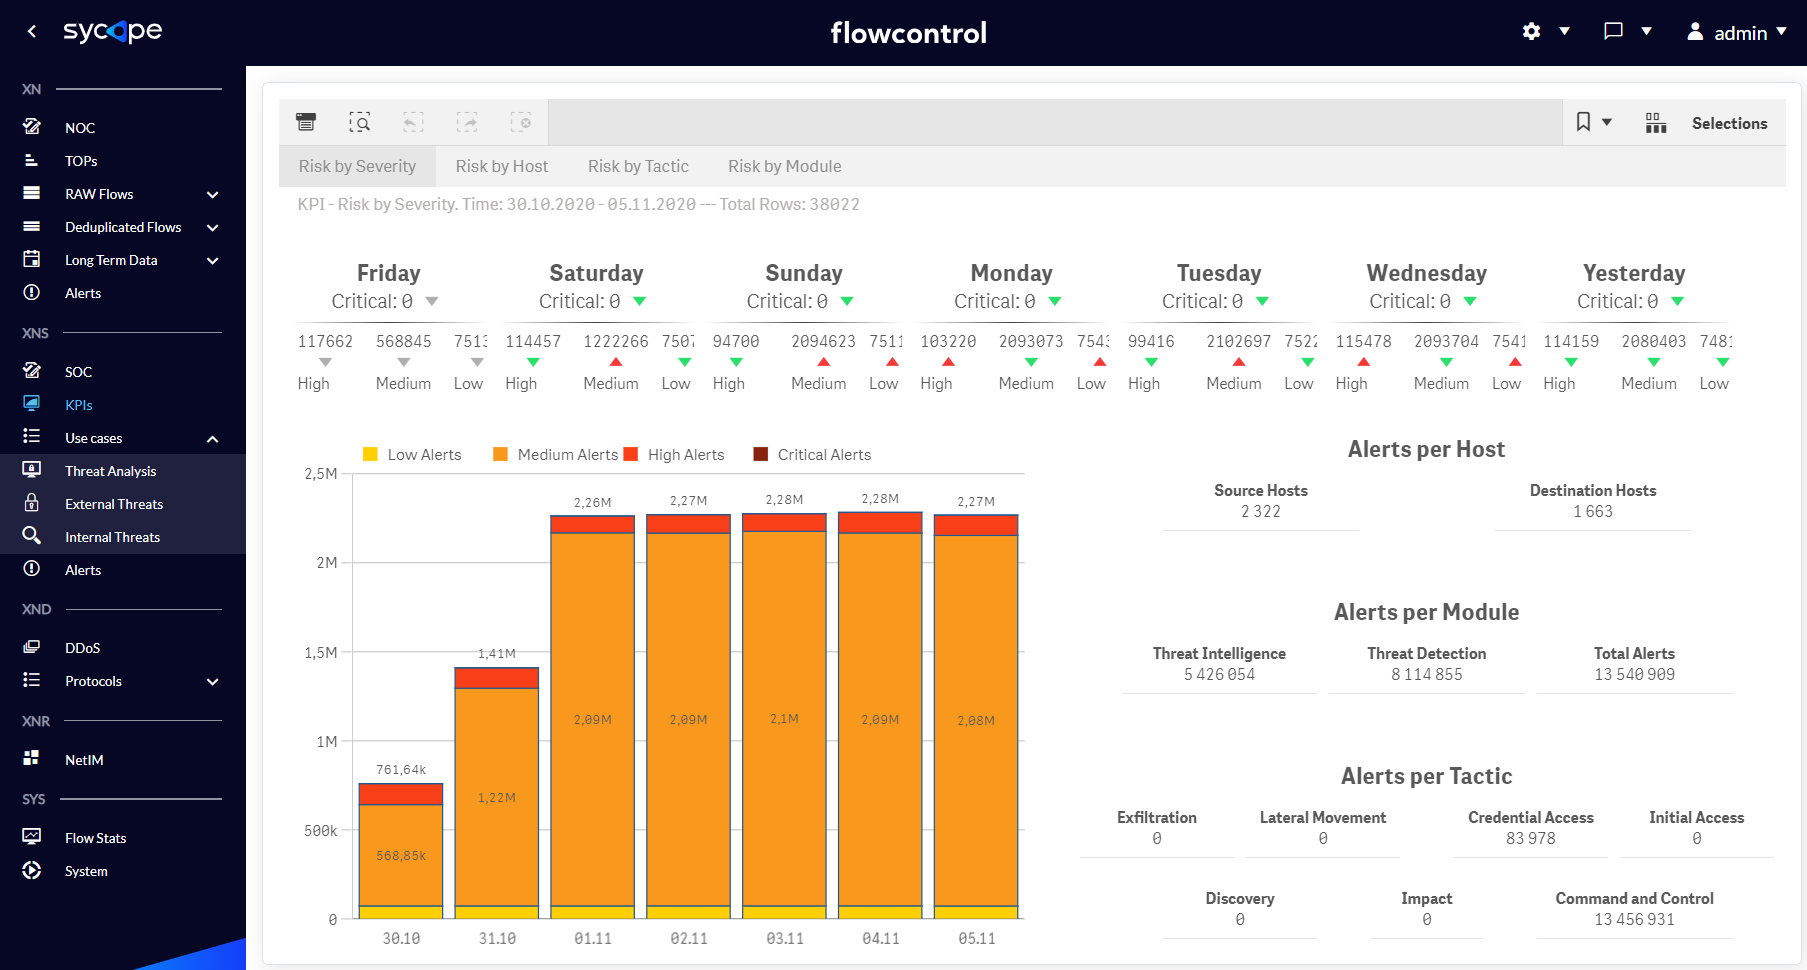 sycope
flowcontrol
admin
XN
NOC
TOPs
RAW Flows
Deduplicated Flows
Long Term Data
Alerts
XNS
SOC
KPIs
Use cases
Threat Analysis
External Threats
Internal Threats
Alerts
XND
DDoS
Protocols
XNR
NetIM
SYS
Flow Stats
System
Selections
Risk by Severity Risk by Host Risk by Tactic Risk by Module
KPI - Risk by Severity. Time: 30.10.2020 - 05.11.2020 --- Total Rows: 38022
Friday Saturday Sunday Monday Tuesday Wednesday Yesterday
Critical: 0 Critical: 0 Critical: 0 Critical: 0 Critical: 0 Critical: 0 Critical: 0
117662 568845 7513 114457 1222266 7507 94700 2094623 7511 103220 2093073 7543 99416 2102697 7522 115478 2093704 7541 114159 2080403 7481
High Medium Low High Medium Low High Medium Low High Medium Low High Medium Low High Medium Low High Medium Low
Low Alerts Medium Alerts High Alerts Critical Alerts
2,5M
2,26M 2,27M 2,28M 2,28M 2,27M
2M
1,5M
1,41M
2,09M 2,09M 2,1M 2,09M 2,08M
1M
761,64k
1,22M
500k
568,85k
0
30.10 31.10 01.11 02.11 03.11 04.11 05.11
Alerts per Host
Source Hosts Destination Hosts
2 322 1 663
Alerts per Module
Threat Intelligence Threat Detection Total Alerts
5 426 054 8 114 855 13 540 909
Alerts per Tactic
Exfiltration Lateral Movement Credential Access Initial Access
0 0 83 978 0
Discovery Impact Command and Control
0 0 13 456 931